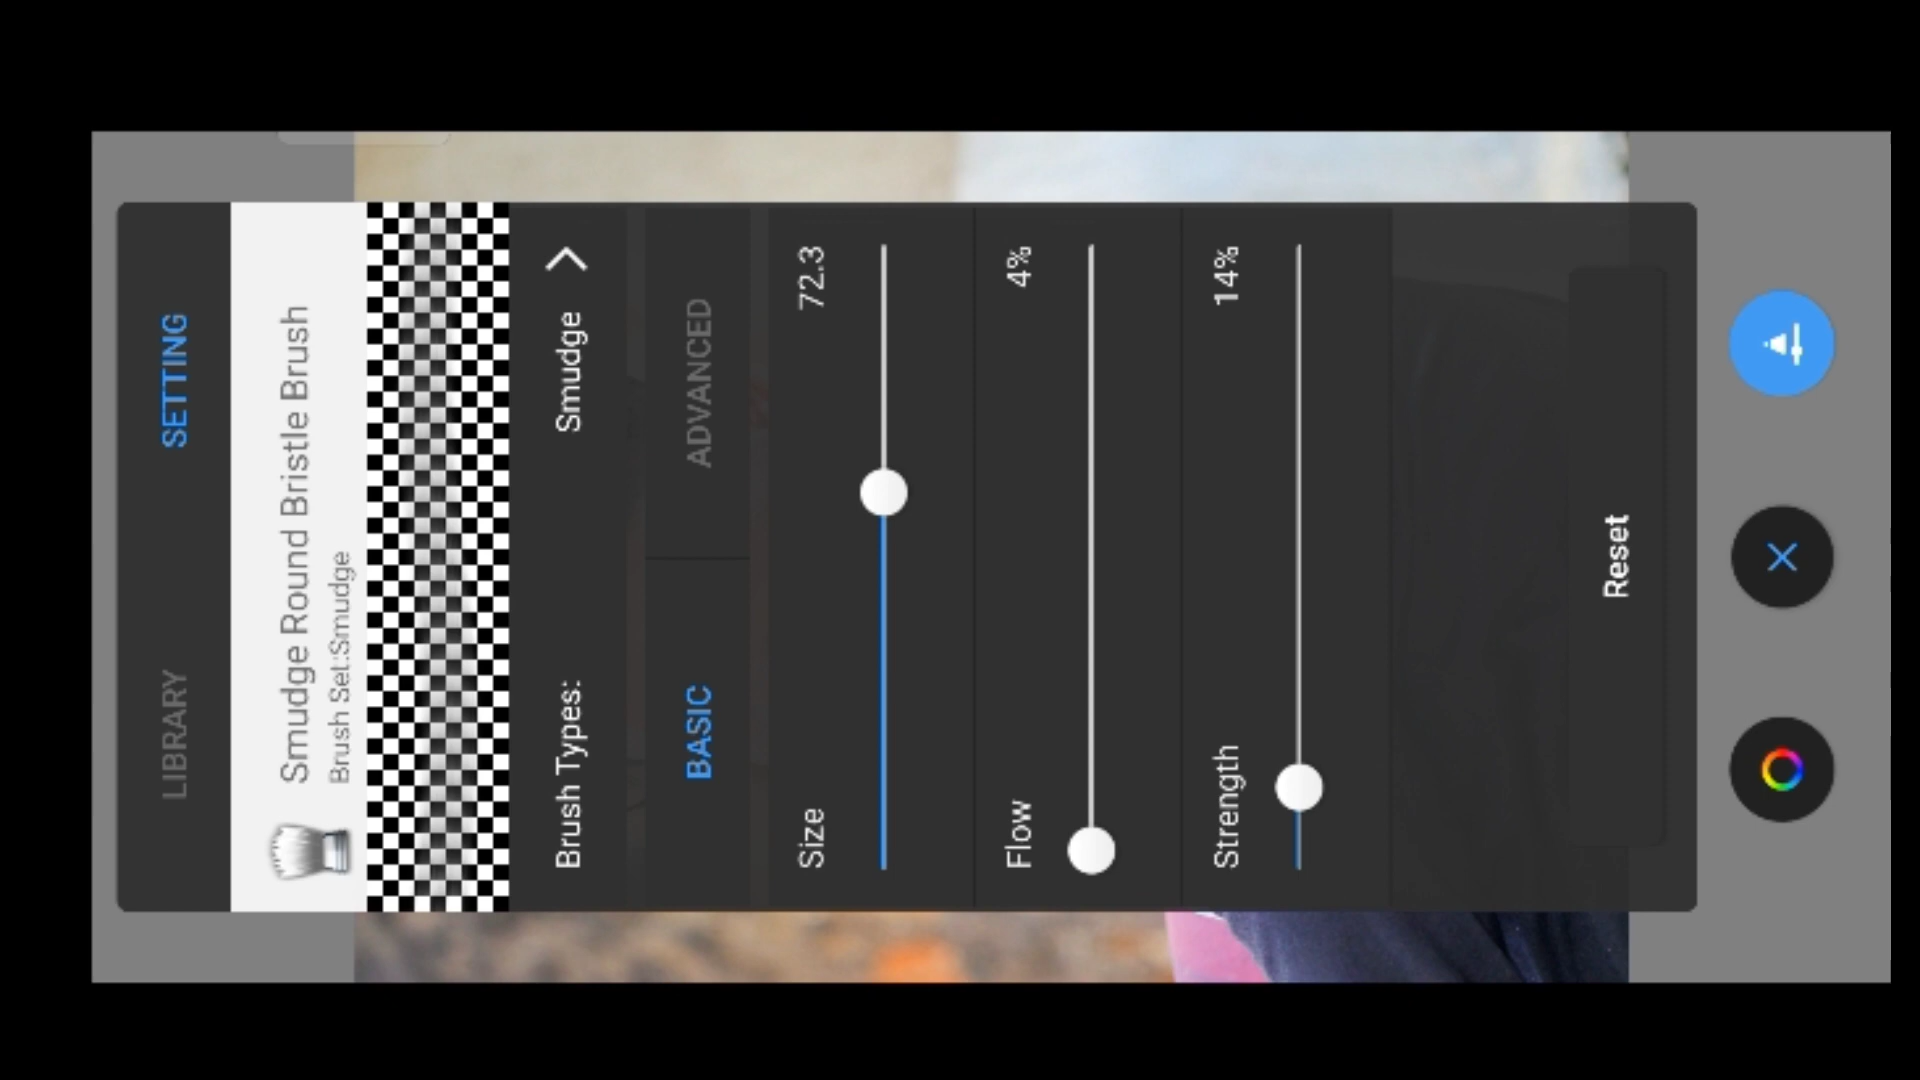 LIBRARY SETTING
Smudge Round Bristle Brush
Brush Set:Smudge
Brush Types: Smudge
BASIC ADVANCED
Size 72.3
Flow 4%
Strength 14%
Reset